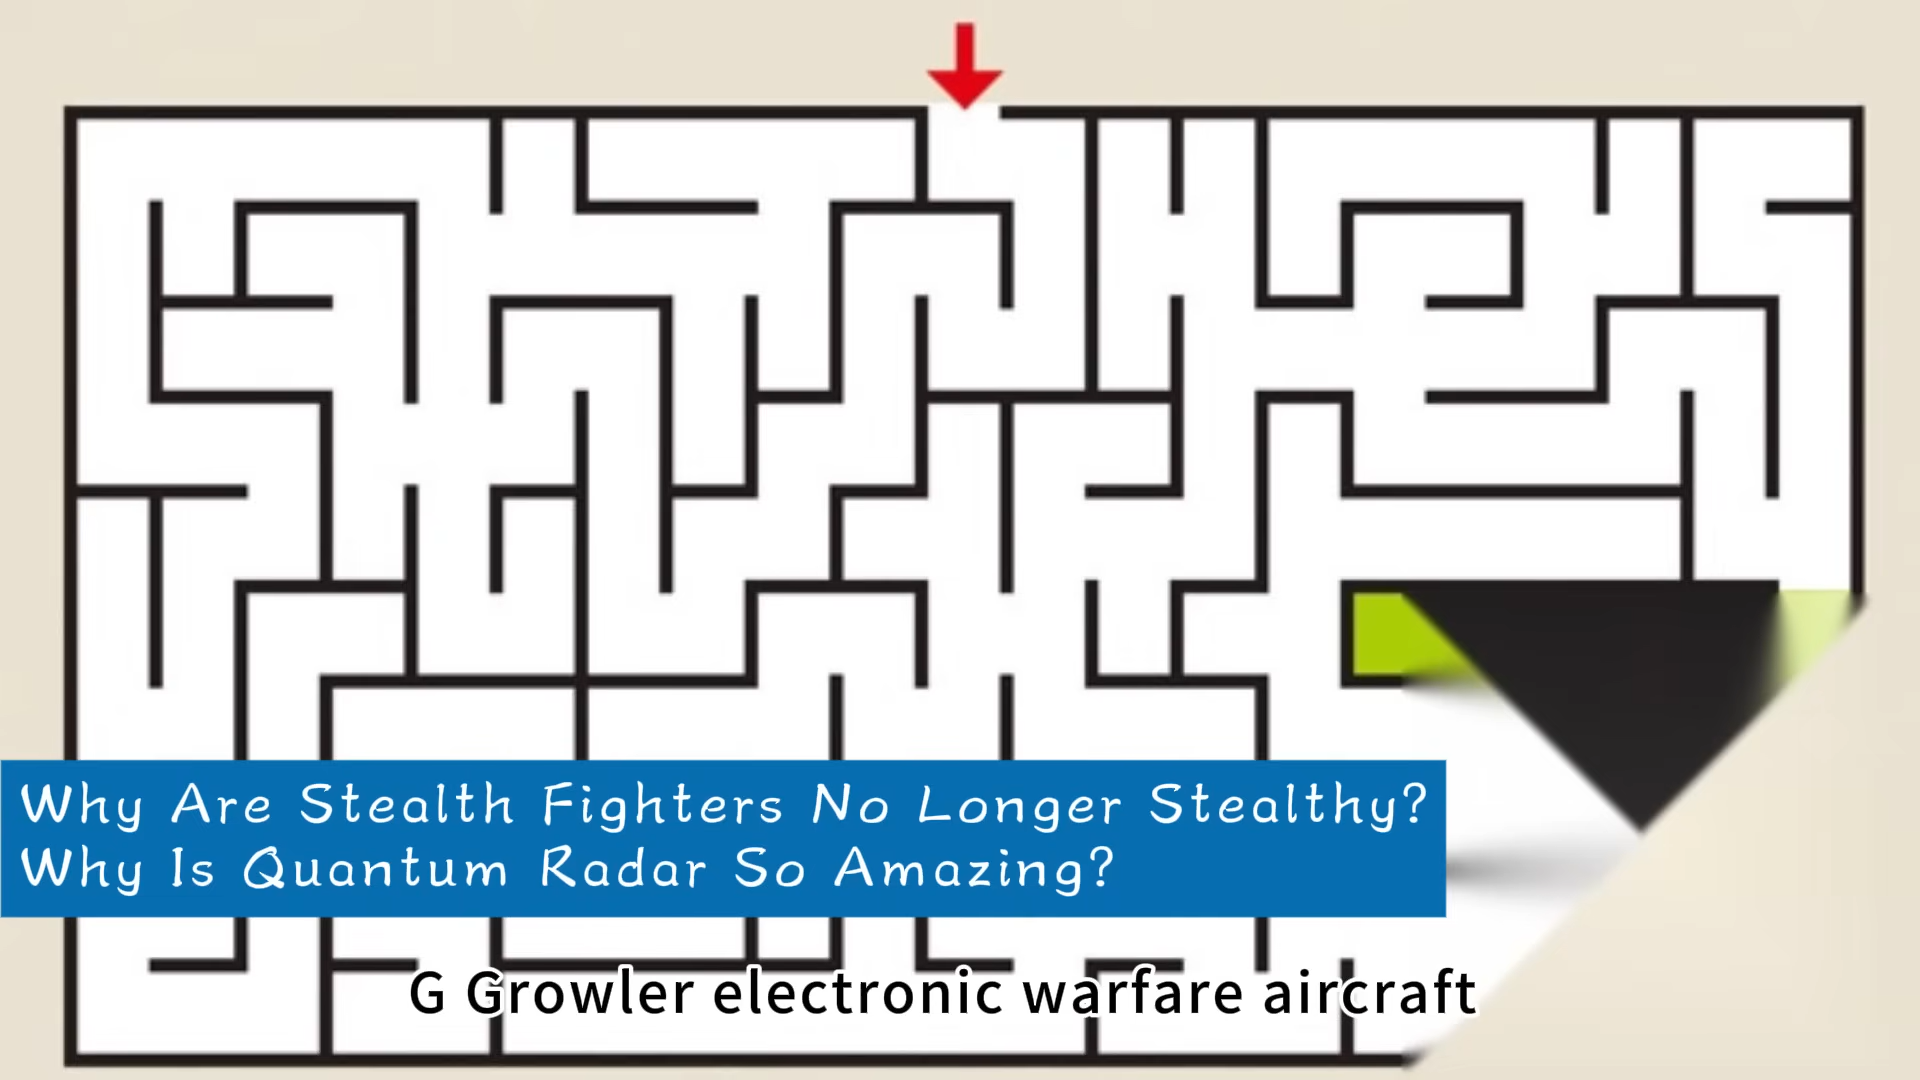 Why Are Stealth Fighters No Longer Stealthy?
Why Is Quantum Radar So Amazing?
G Growler electronic warfare aircraft